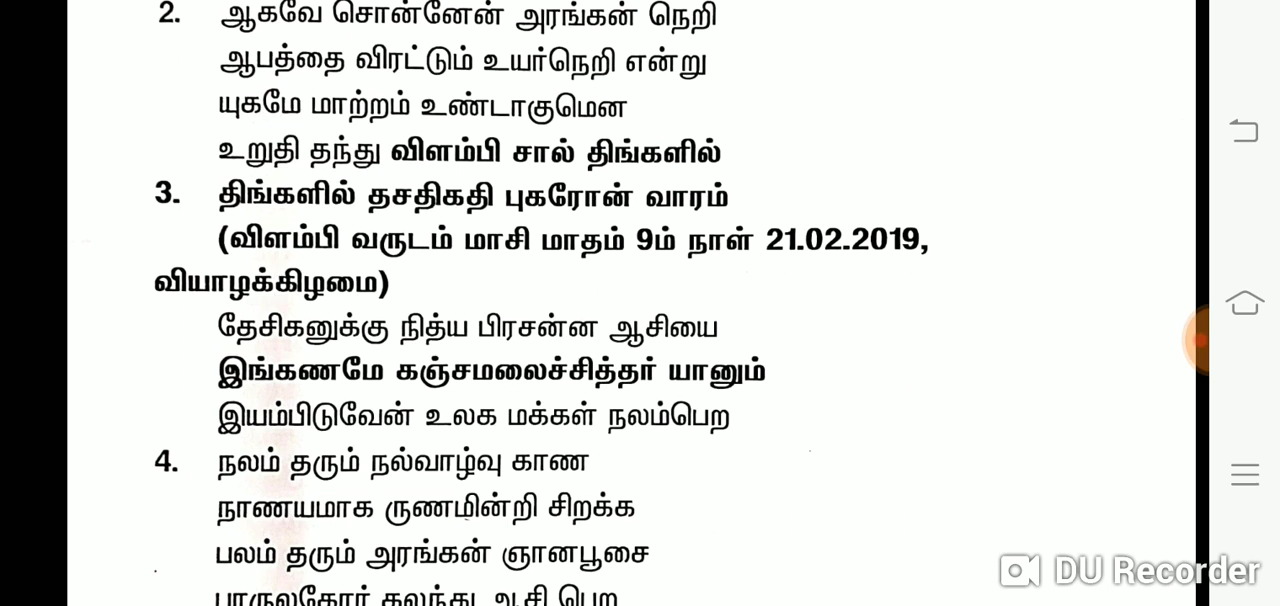 2. ஆகவே சொன்னேன் அரங்கன் நெறி
ஆபத்தை விரட்டும் உயர்நெறி என்று
யுகமே மாற்றம் உண்டாகுமென
உறுதி தந்து விளம்பி சால் திங்களில்
3. திங்களில் தசதிகதி புகரோன் வாரம்
(விளம்பி வருடம் மாசி மாதம் 9ம் நாள் 21.02.2019,
வியாழக்கிழமை)
தேசிகனுக்கு நித்ய பிரசன்ன ஆசியை
இங்கணமே கஞ்சமலைச்சித்தர் யானும்
இயம்பிடுவேன் உலக மக்கள் நலம்பெற
4. நலம் தரும் நல்வாழ்வு காண
நாணயமாக ருணமின்றி சிறக்க
பலம் தரும் அரங்கன் ஞானபூசை
பாருலகோர் கலந்து ஆசி பெற
DU Recorder